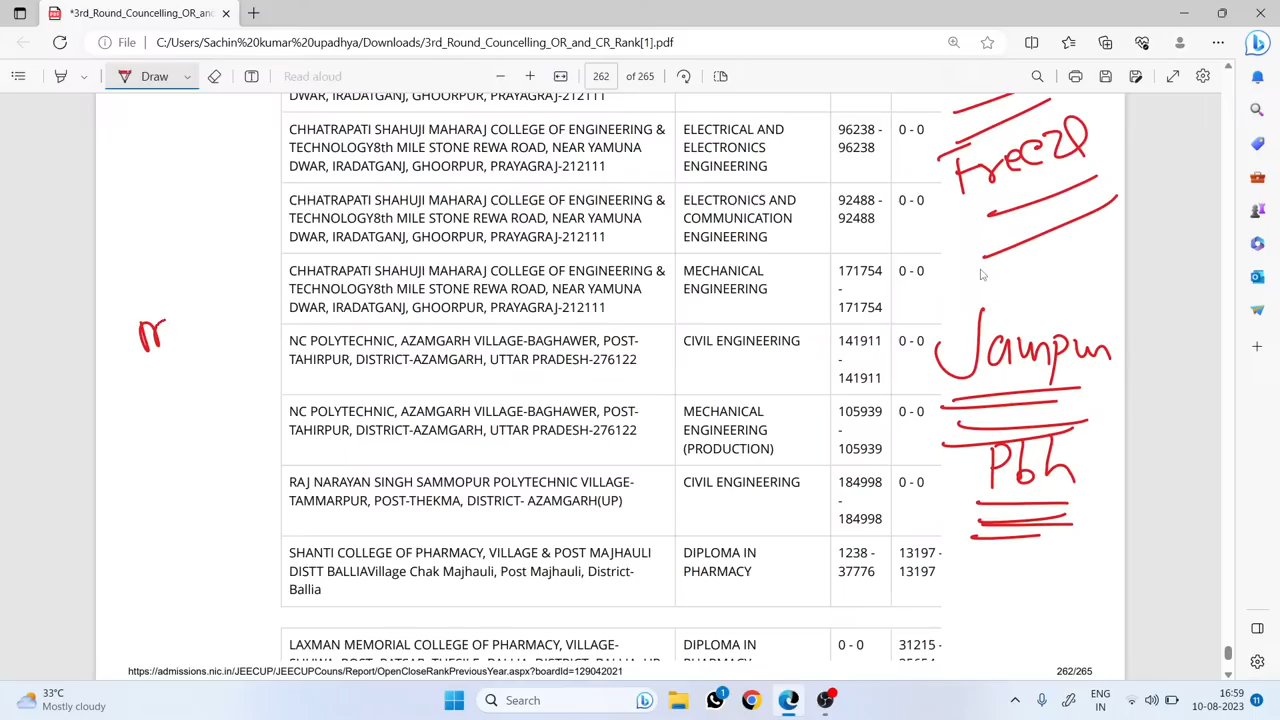 *3rd_Round_Councelling_OR_and_
File
C:/Users/Sachin%20kumar%20upadhya/Downloads/3rd_Round_Councelling_OR_and_CR_Rank[1].pdf
Draw
Read aloud
262 of 265
DWAR, IRADATGANJ, GHOORPUR, PRAYAGRAJ-212111
CHHATRAPATI SHAHUJI MAHARAJ COLLEGE OF ENGINEERING & ELECTRICAL AND 96238 - 0 - 0
TECHNOLOGY8th MILE STONE REWA ROAD, NEAR YAMUNA ELECTRONICS 96238
DWAR, IRADATGANJ, GHOORPUR, PRAYAGRAJ-212111 ENGINEERING
CHHATRAPATI SHAHUJI MAHARAJ COLLEGE OF ENGINEERING & ELECTRONICS AND 92488 - 0 - 0
TECHNOLOGY8th MILE STONE REWA ROAD, NEAR YAMUNA COMMUNICATION 92488
DWAR, IRADATGANJ, GHOORPUR, PRAYAGRAJ-212111 ENGINEERING
CHHATRAPATI SHAHUJI MAHARAJ COLLEGE OF ENGINEERING & MECHANICAL 171754 0 - 0
TECHNOLOGY8th MILE STONE REWA ROAD, NEAR YAMUNA ENGINEERING -
DWAR, IRADATGANJ, GHOORPUR, PRAYAGRAJ-212111 171754
NC POLYTECHNIC, AZAMGARH VILLAGE-BAGHAWER, POST- CIVIL ENGINEERING 141911 0 - 0
TAHIRPUR, DISTRICT-AZAMGARH, UTTAR PRADESH-276122 -
141911
NC POLYTECHNIC, AZAMGARH VILLAGE-BAGHAWER, POST- MECHANICAL 105939 0 - 0
TAHIRPUR, DISTRICT-AZAMGARH, UTTAR PRADESH-276122 ENGINEERING -
(PRODUCTION) 105939
RAJ NARAYAN SINGH SAMMOPUR POLYTECHNIC VILLAGE- CIVIL ENGINEERING 184998 0 - 0
TAMMARPUR, POST-THEKMA, DISTRICT- AZAMGARH(UP) -
184998
SHANTI COLLEGE OF PHARMACY, VILLAGE & POST MAJHAULI DIPLOMA IN 1238 - 13197 -
DISTT BALLIAVillage Chak Majhauli, Post Majhauli, District- PHARMACY 37776 13197
Ballia
LAXMAN MEMORIAL COLLEGE OF PHARMACY, VILLAGE- DIPLOMA IN 0 - 0 31215 -
Pbh
https://admissions.nic.in/JEECUP/JEECUPCouns/Report/OpenCloseRankPreviousYear.aspx?boardId=129042021
262/265
33°C
Mostly cloudy
Search
1
ENG
IN
16:59
10-08-2023